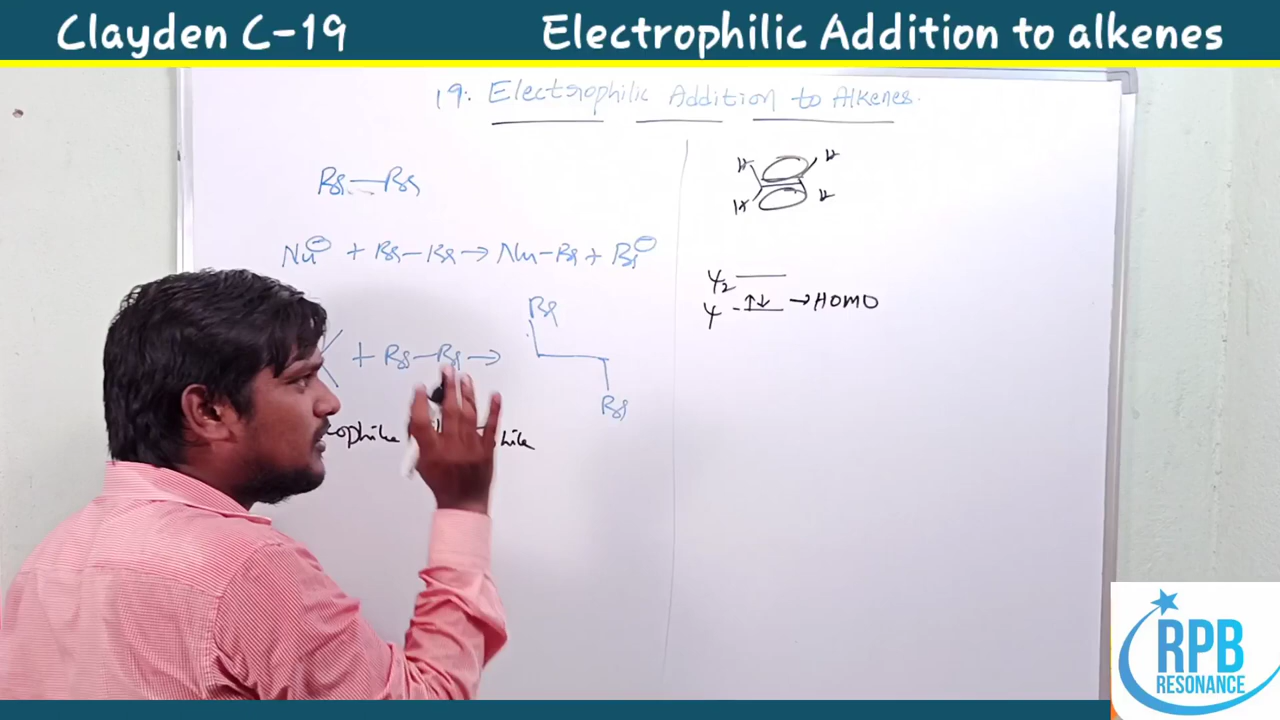 Clayden C-19
Electrophilic Addition to alkenes
19. Electrophilic Addition to Alkenes.
Br—Br
Nu⊖ + Br—Br → Nu—Br + Br⊖
+ Br—Br →
Br
Br
H H
H H
ψ2
ψ ↑↓ → HOMO
RPB
RESONANCE